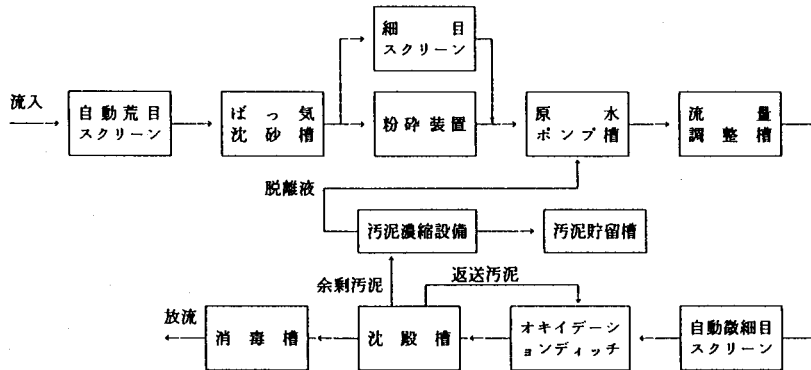 細目
スクリーン
流入
自動荒目
スクリーン
ばっ気
沈砂槽
粉砕装置
原水
ポンプ槽
流量
調整槽
脱離液
汚泥濃縮設備
汚泥貯留槽
余剰汚泥
返送汚泥
放流
消毒槽
沈殿槽
オキイデーシ
ョンディッチ
自動微細目
スクリーン